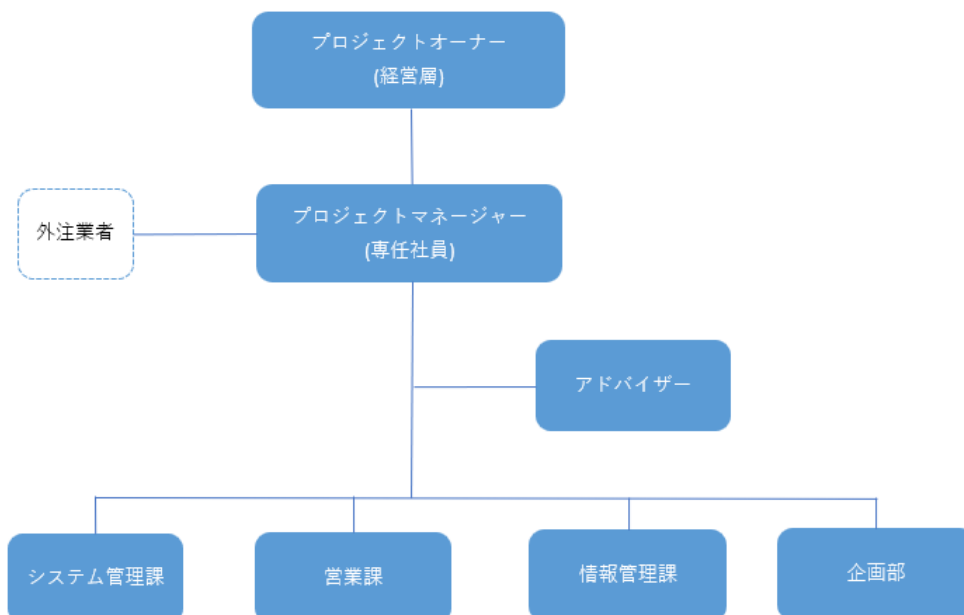 プロジェクトオーナー
(経営層)
外注業者
プロジェクトマネージャー
(専任社員)
アドバイザー
システム管理課
営業課
情報管理課
企画部